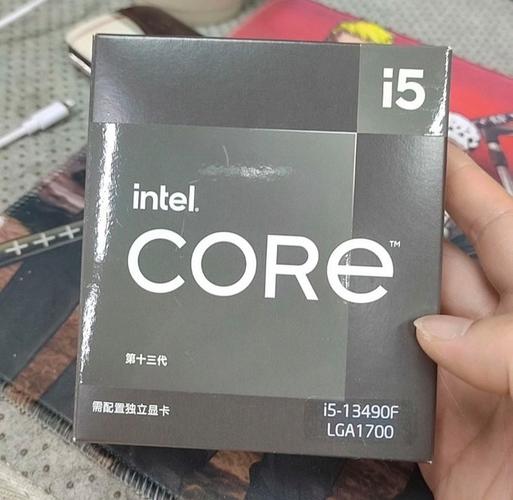 i5
intel.
CORE™
第十三代
需配置独立显卡
i5-13490F
LGA1700